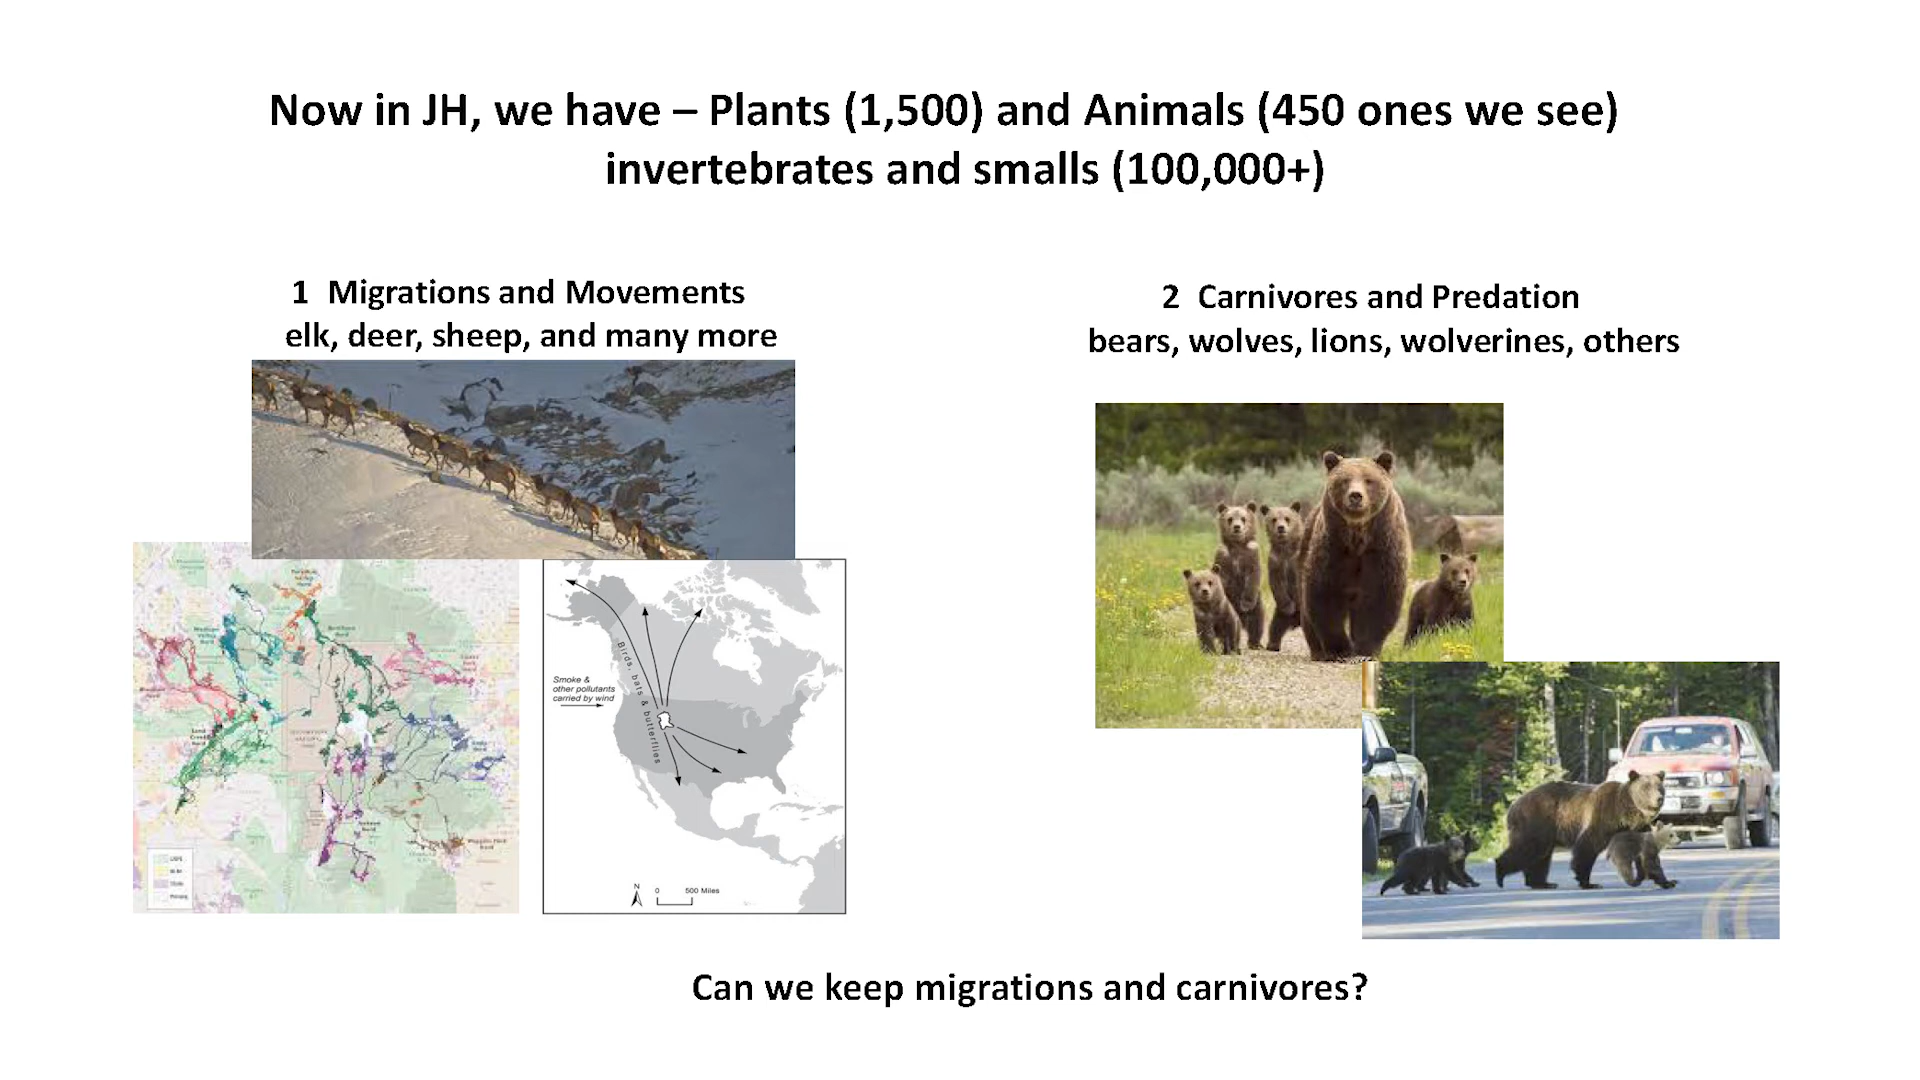 Now in JH, we have – Plants (1,500) and Animals (450 ones we see)
invertebrates and smalls (100,000+)
1 Migrations and Movements
elk, deer, sheep, and many more
2 Carnivores and Predation
bears, wolves, lions, wolverines, others
Smoke &
other pollutants
carried by wind
Birds, bats & butterflies
N
0 500 Miles
Can we keep migrations and carnivores?